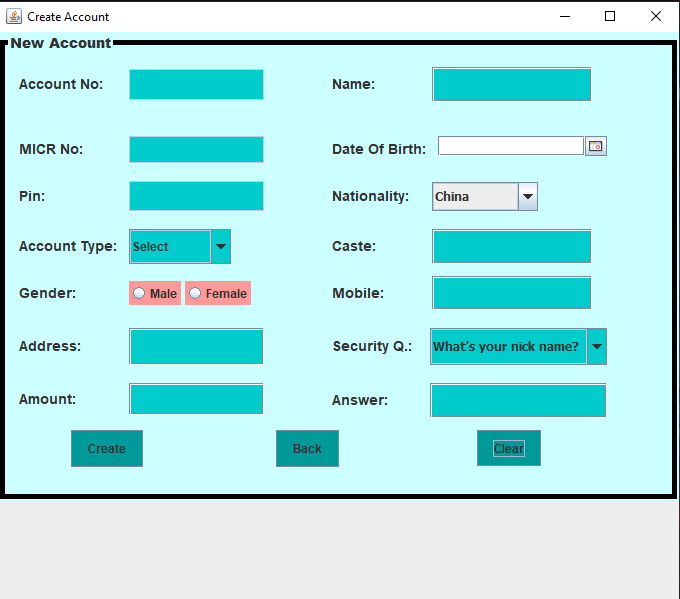 Create Account
New Account
Account No: Name:
MICR No: Date Of Birth:
Pin: Nationality: China
Account Type: Select Caste:
Gender: Male Female Mobile:
Address: Security Q.: What's your nick name?
Amount: Answer:
Create Back Clear